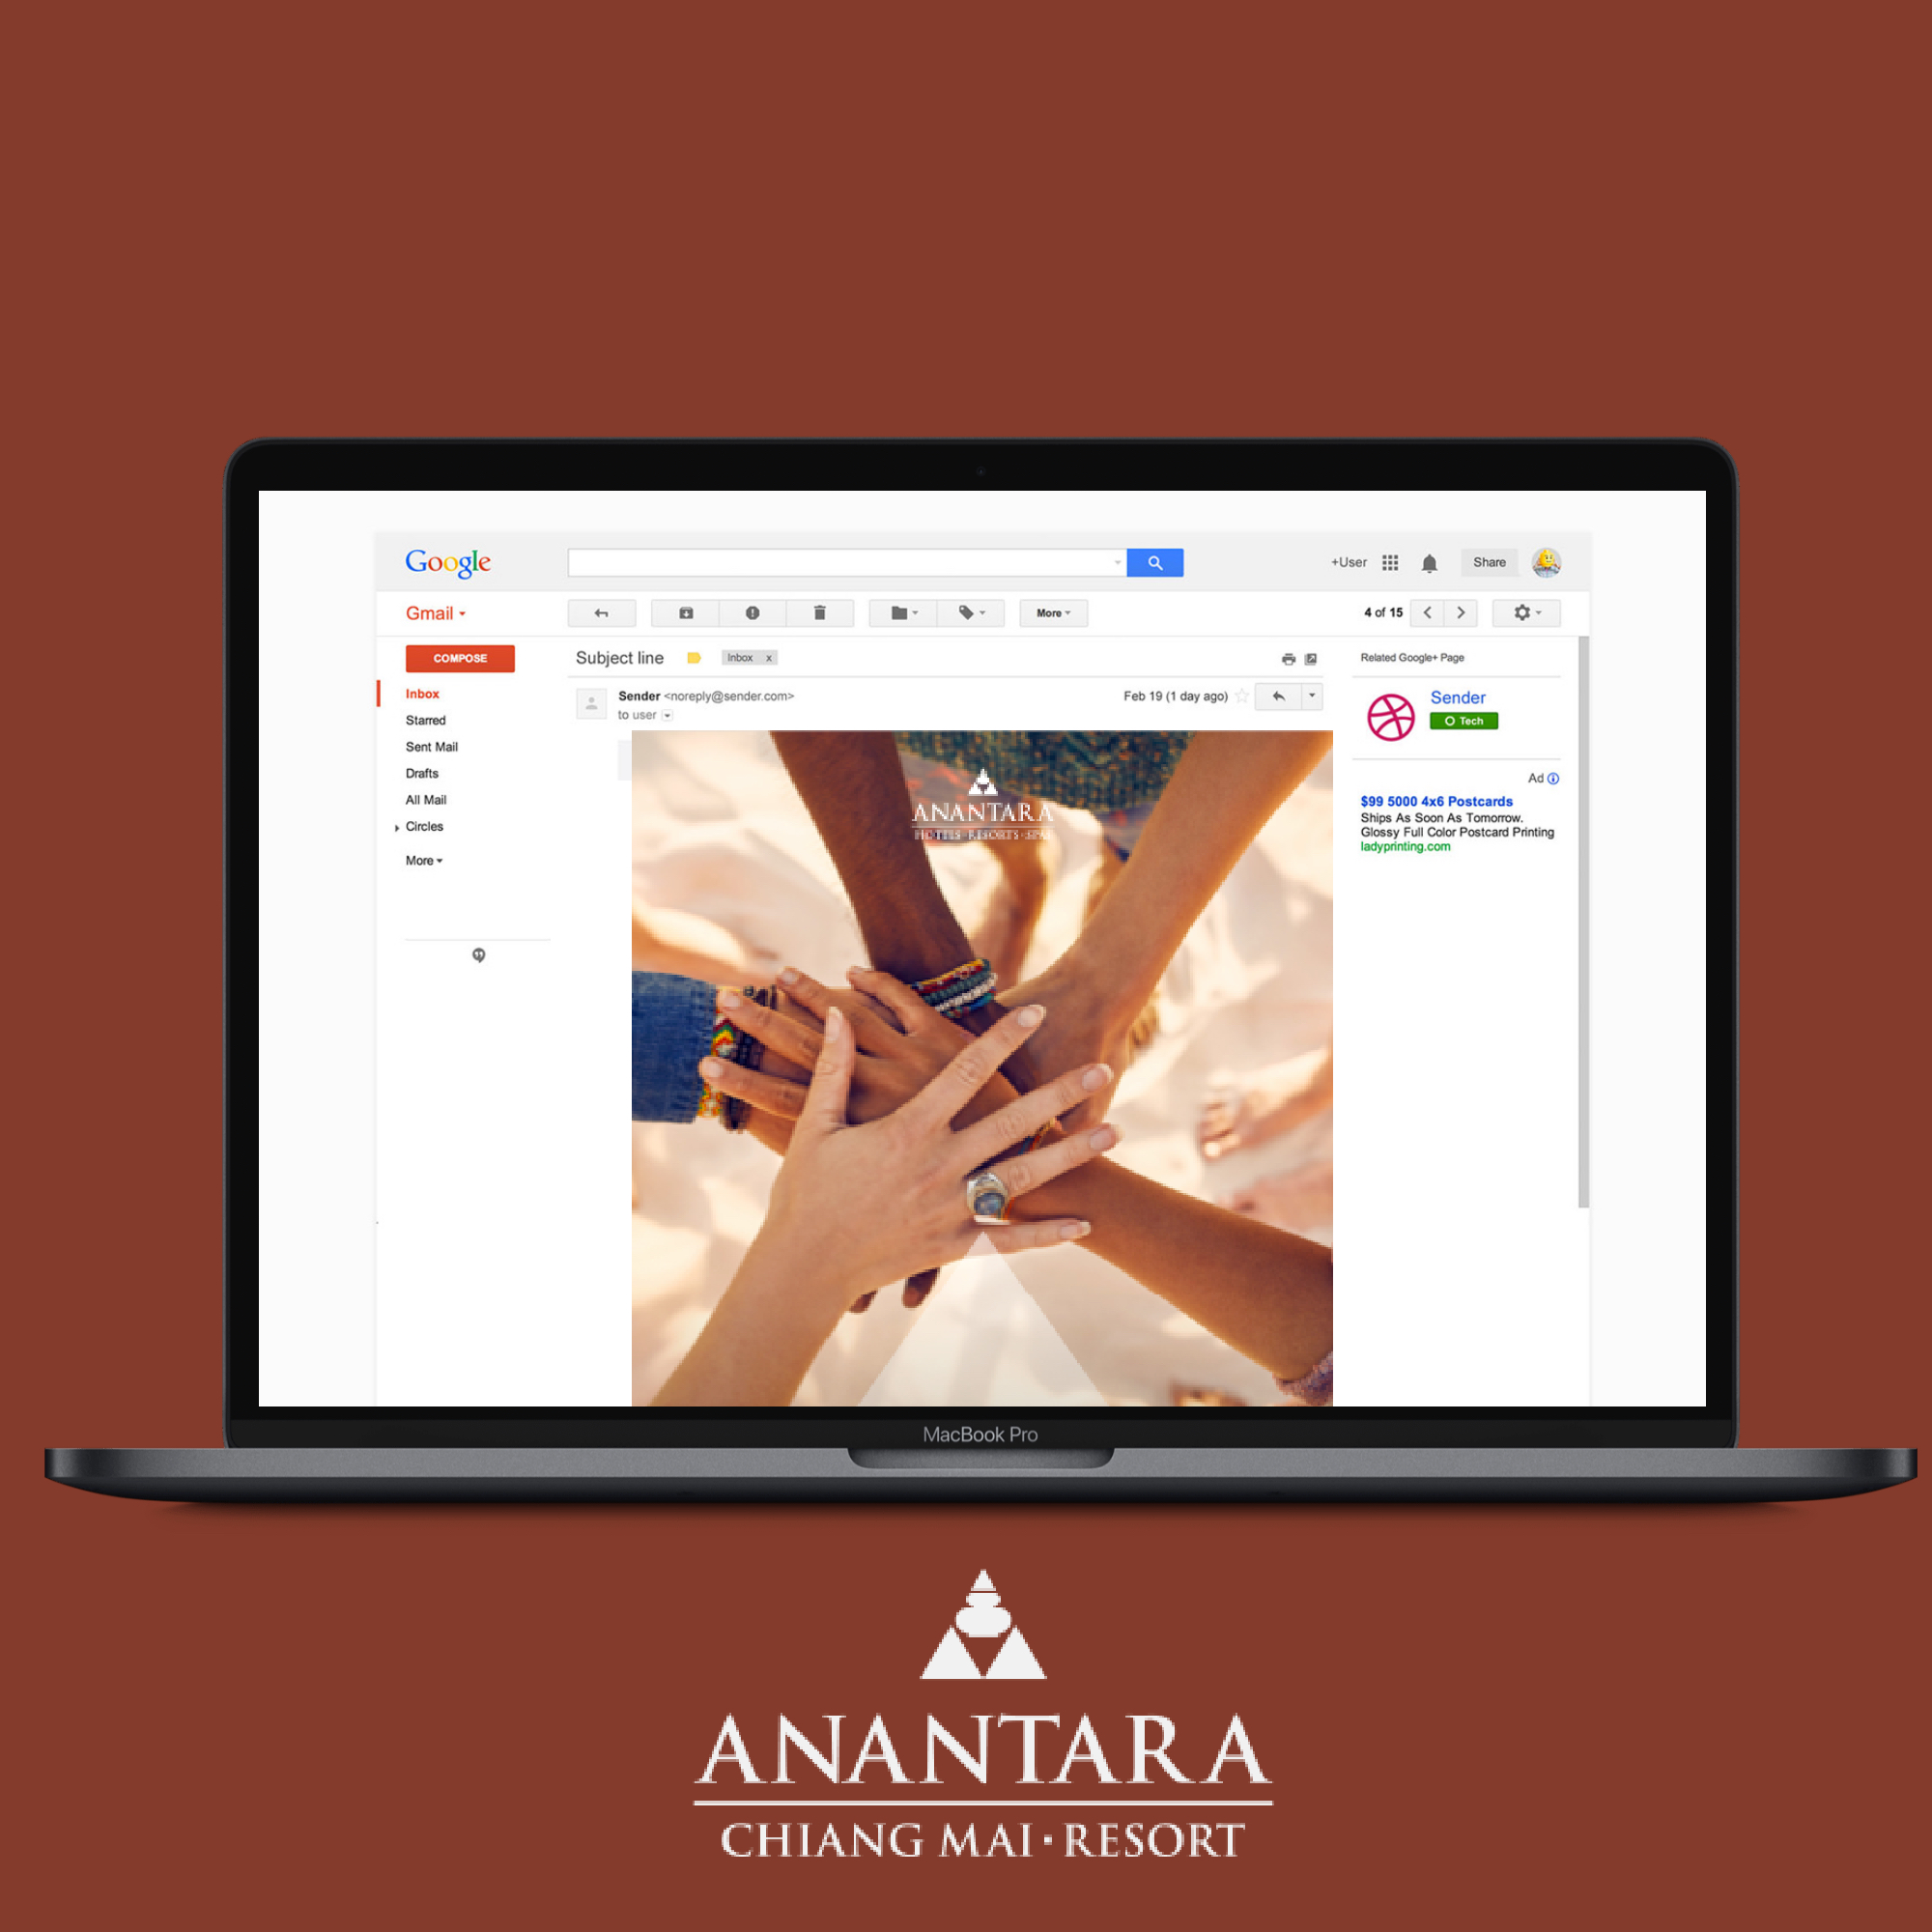 Google
+User
Share
Gmail
More
4 of 15
COMPOSE
Subject line
Inbox x
Related Google+ Page
Inbox
Starred
Sent Mail
Drafts
All Mail
Circles
More
Sender <noreply@sender.com>
to user
Feb 19 (1 day ago)
Sender
Tech
Ad
$99 5000 4x6 Postcards
Ships As Soon As Tomorrow.
Glossy Full Color Postcard Printing
ladyprinting.com
ANANTARA
HOTELS · RESORTS · SPAS
MacBook Pro
ANANTARA
CHIANG MAI · RESORT